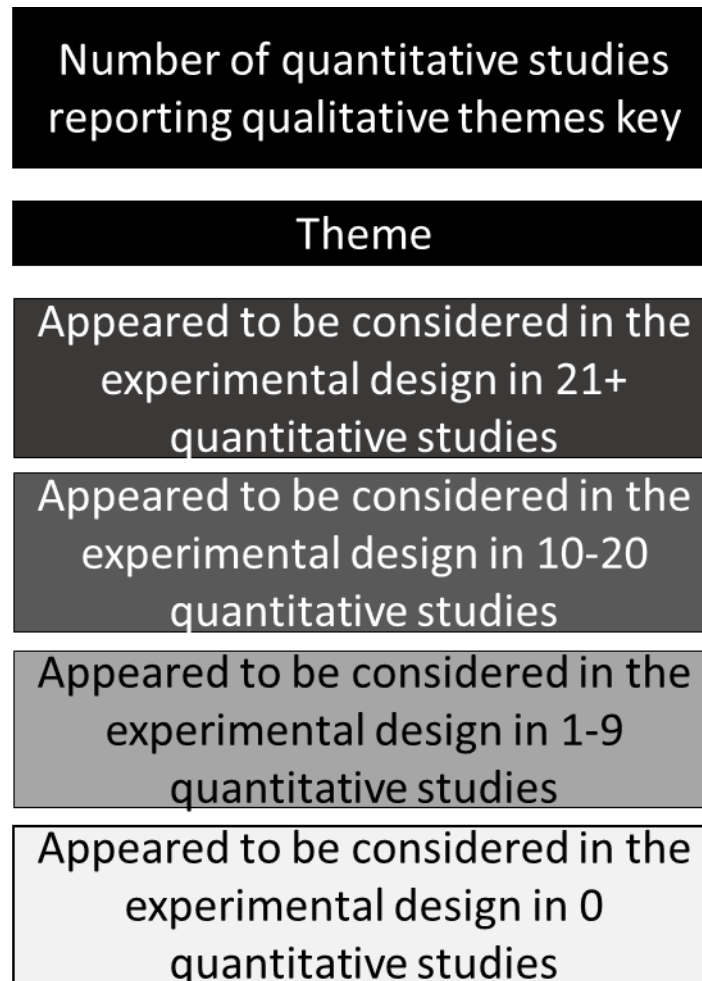 Number of quantitative studies
reporting qualitative themes key
Theme
Appeared to be considered in the
experimental design in 21+
quantitative studies
Appeared to be considered in the
experimental design in 10-20
quantitative studies
Appeared to be considered in the
experimental design in 1-9
quantitative studies
Appeared to be considered in the
experimental design in 0
quantitative studies